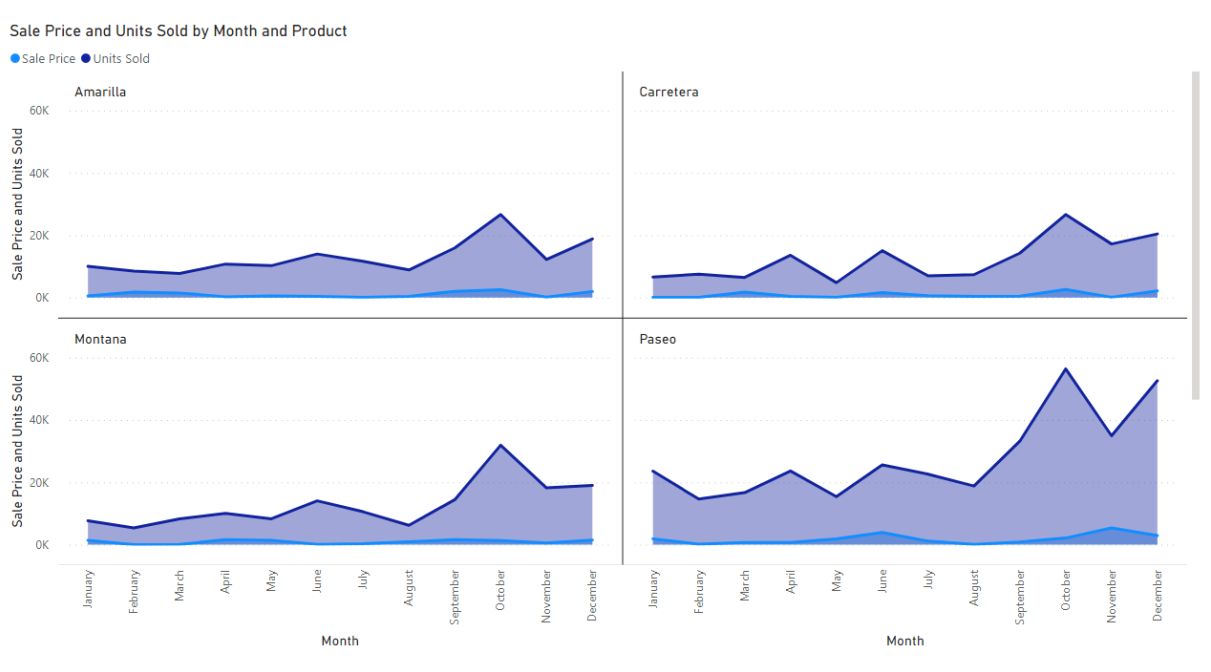 Sale Price and Units Sold by Month and Product
Sale Price Units Sold
Amarilla
Carretera
Sale Price and Units Sold
60K
40K
20K
0K
Montana
Paseo
Sale Price and Units Sold
60K
40K
20K
0K
January
February
March
April
May
June
July
August
September
October
November
December
January
February
March
April
May
June
July
August
September
October
November
December
Month
Month